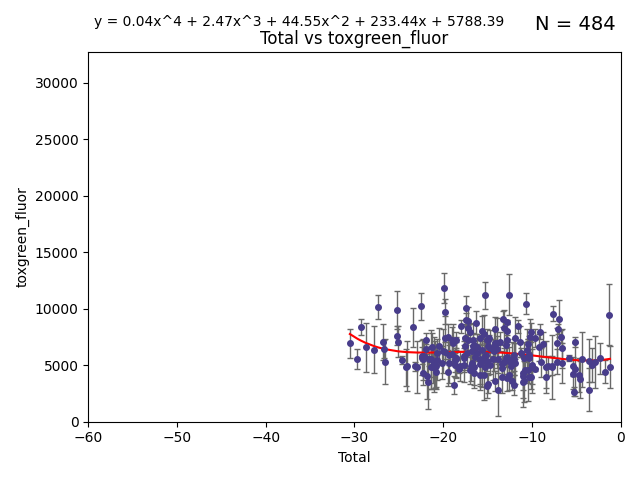 y = 0.04x^4 + 2.47x^3 + 44.55x^2 + 233.44x + 5788.39
N = 484
Total vs toxgreen_fluor
30000
25000
20000
15000
10000
5000
0
toxgreen_fluor
−60
−50
−40
−30
−20
−10
0
Total